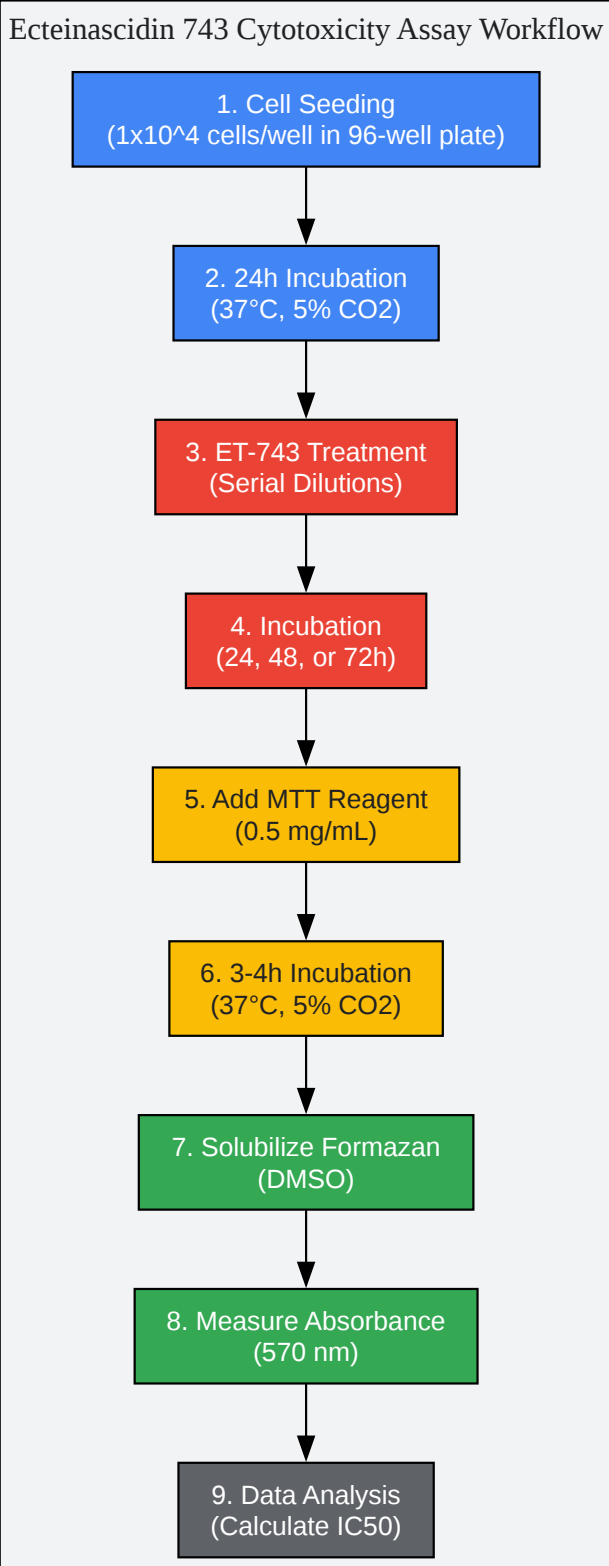 Ecteinascidin 743 Cytotoxicity Assay Workflow
1. Cell Seeding
(1x10^4 cells/well in 96-well plate)
2. 24h Incubation
(37°C, 5% CO2)
3. ET-743 Treatment
(Serial Dilutions)
4. Incubation
(24, 48, or 72h)
5. Add MTT Reagent
(0.5 mg/mL)
6. 3-4h Incubation
(37°C, 5% CO2)
7. Solubilize Formazan
(DMSO)
8. Measure Absorbance
(570 nm)
9. Data Analysis
(Calculate IC50)